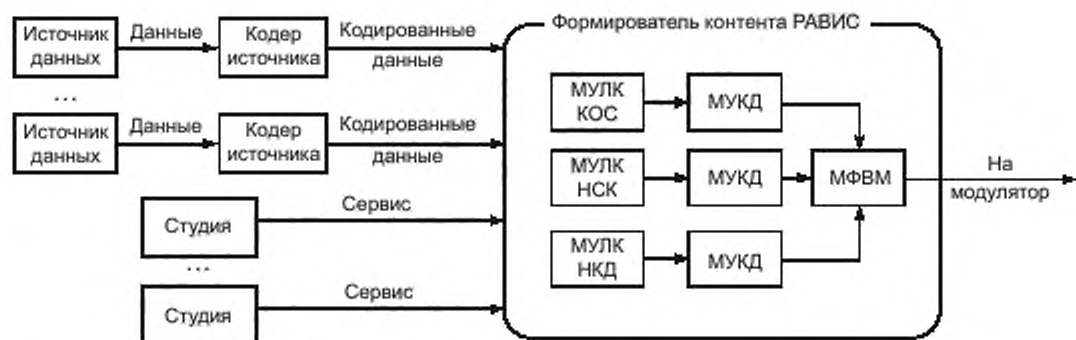 Формирователь контента РАВИС
Источник
данных
Данные
Кодер
источника
Кодированные
данные
...
Источник
данных
Данные
Кодер
источника
Кодированные
данные
Студия
Сервис
...
Студия
Сервис
МУЛК
КОС
МУКД
МУЛК
НСК
МУКД
МФВМ
МУЛК
НКД
МУКД
На
модулятор